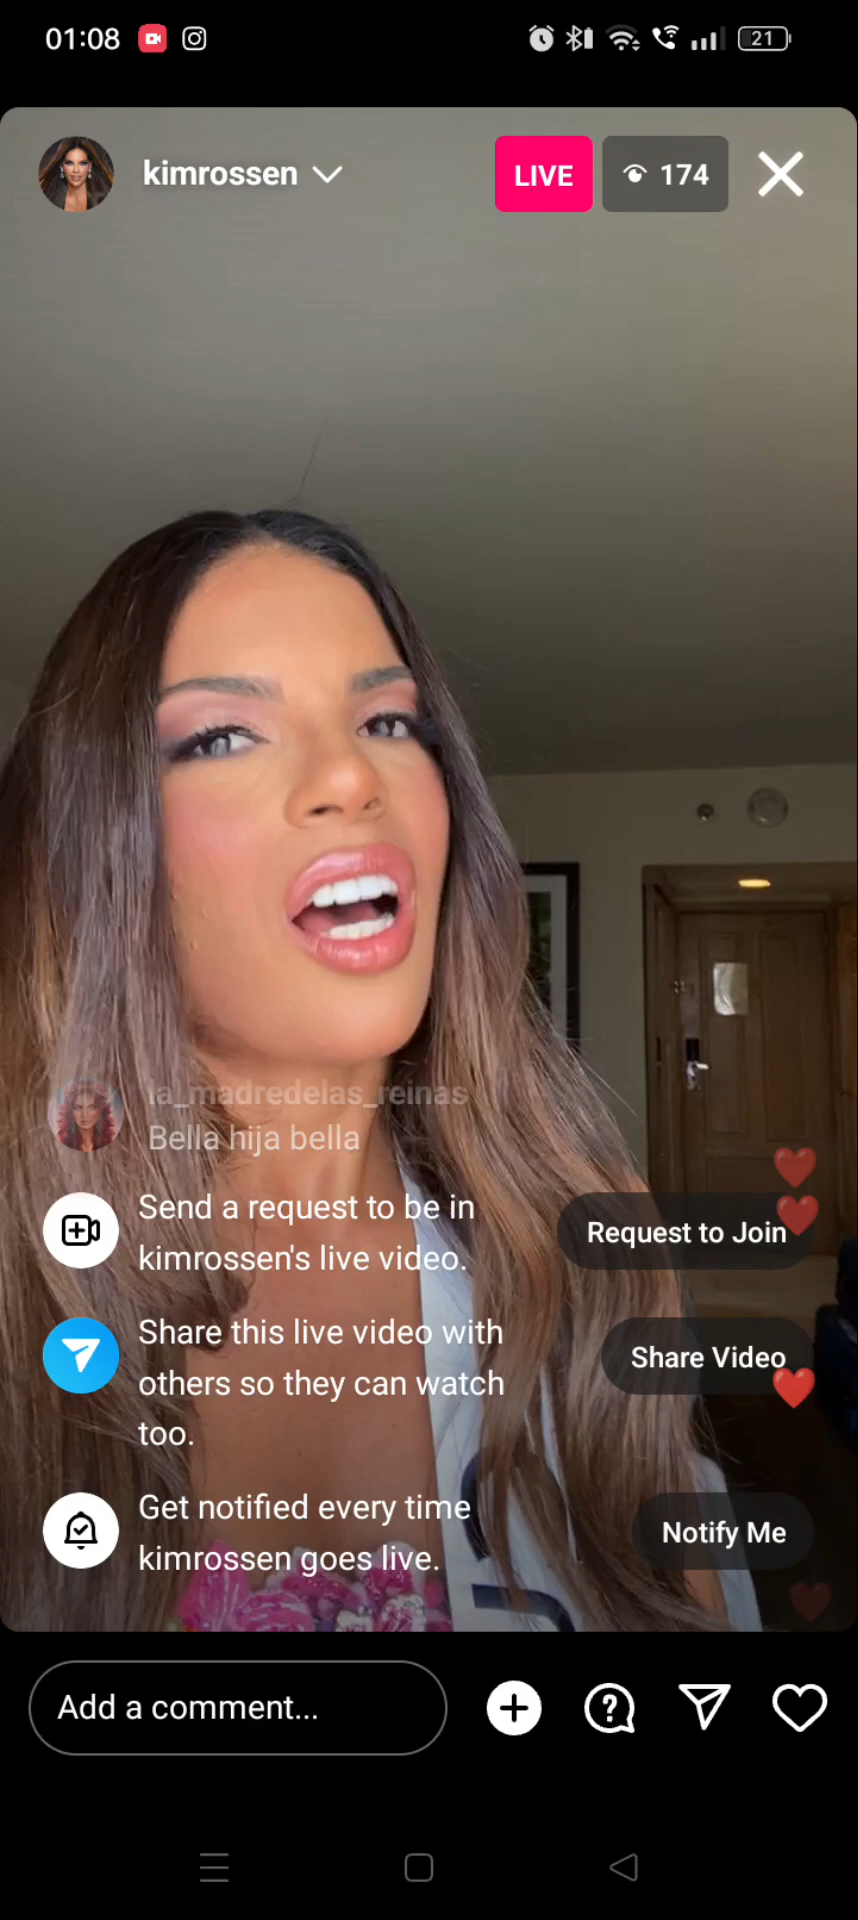 01:08
21
kimrossen
LIVE
174
la_madredelas_reinas
Bella hija bella
Send a request to be in
kimrossen's live video.
Request to Join
Share this live video with
others so they can watch
too.
Share Video
Get notified every time
kimrossen goes live.
Notify Me
Add a comment...